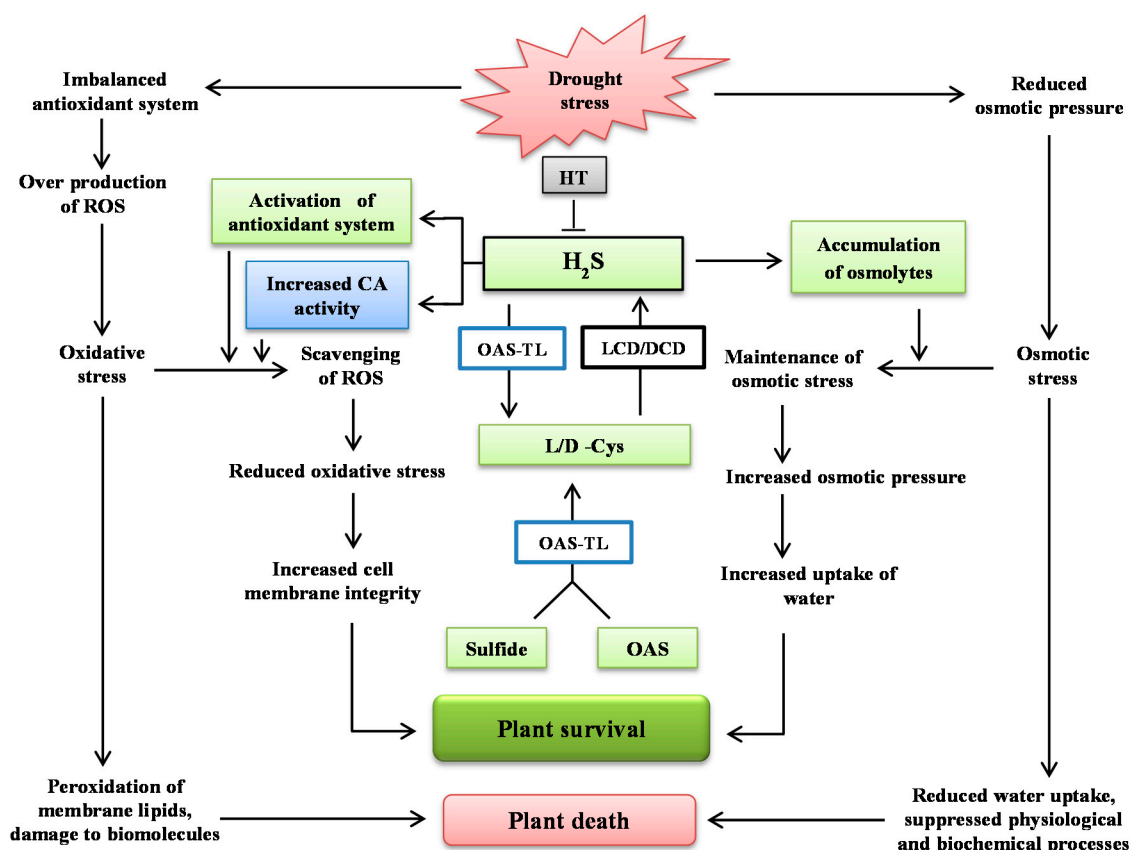 Drought
stress
Imbalanced
antioxidant system
Reduced
osmotic pressure
HT
Over production
of ROS
Activation of
antioxidant system
H₂S
Accumulation
of osmolytes
Increased CA
activity
OAS-TL
LCD/DCD
Oxidative
stress
Scavenging
of ROS
Maintenance of
osmotic stress
Osmotic
stress
L/D -Cys
Reduced oxidative stress
Increased osmotic pressure
OAS-TL
Increased cell
membrane integrity
Increased uptake of
water
Sulfide
OAS
Plant survival
Peroxidation of
membrane lipids,
damage to biomolecules
Plant death
Reduced water uptake,
suppressed physiological
and biochemical processes